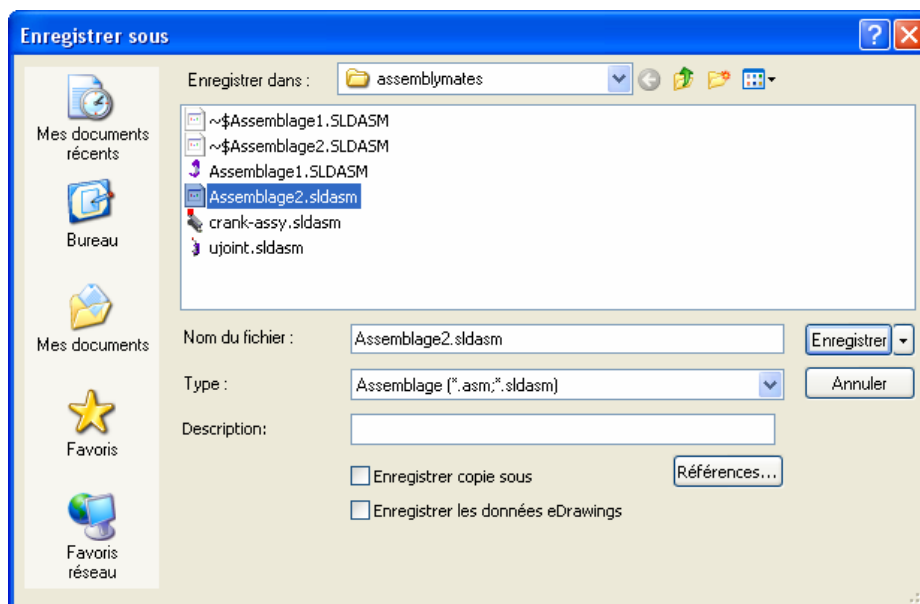 Enregistrer sous
Enregistrer dans :
assemblymates
Mes documents
récents
Bureau
Mes documents
Favoris
Favoris
réseau
~$Assemblage1.SLDASM
~$Assemblage2.SLDASM
Assemblage1.SLDASM
Assemblage2.sldasm
crank-assy.sldasm
ujoint.sldasm
Nom du fichier :
Assemblage2.sldasm
Enregistrer
Type :
Assemblage (*.asm;*.sldasm)
Annuler
Description:
Enregistrer copie sous
Références...
Enregistrer les données eDrawings